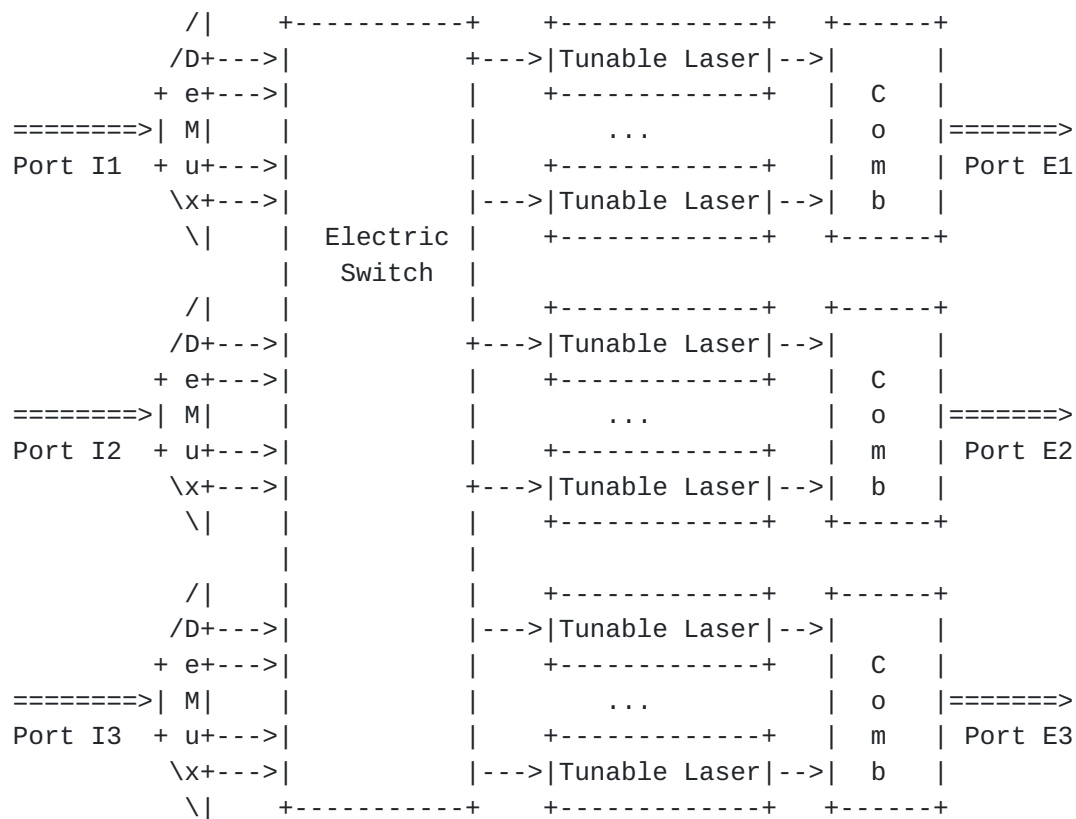 /|    +-----------+    +-------------+    +------+
        /D+--->|           +--->|Tunable Laser|-->|      |
       + e+--->|           |    +-------------+   |  C   |
========>| M|    |           |         ...          |  o   |=======>
Port I1  + u+--->|           |    +-------------+   |  m   | Port E1
        \x+--->|           |--->|Tunable Laser|-->|  b   |
         \|    |  Electric |    +-------------+   +------+
               |   Switch  |
         /|    |           |    +-------------+   +------+
        /D+--->|           +--->|Tunable Laser|-->|      |
       + e+--->|           |    +-------------+   |  C   |
========>| M|    |           |         ...          |  o   |=======>
Port I2  + u+--->|           |    +-------------+   |  m   | Port E2
        \x+--->|           +--->|Tunable Laser|-->|  b   |
         \|    |           |    +-------------+   +------+
               |           |
         /|    |           |    +-------------+   +------+
        /D+--->|           |--->|Tunable Laser|-->|      |
       + e+--->|           |    +-------------+   |  C   |
========>| M|    |           |         ...          |  o   |=======>
Port I3  + u+--->|           |    +-------------+   |  m   | Port E3
        \x+--->|           |--->|Tunable Laser|-->|  b   |
         \|    +-----------+    +-------------+   +------+